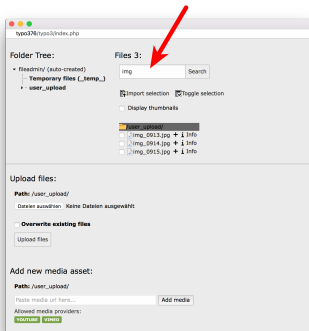 typo376/typo3/index.php
Folder Tree:
fileadmin/ (auto-created)
Temporary files (_temp_)
user_upload
Files 3:
img
Search
Import selection
Toggle selection
Display thumbnails
/user_upload/
img_0913.jpg + i Info
img_0914.jpg + i Info
img_0915.jpg + i Info
Upload files:
Path: /user_upload/
Dateien auswählen Keine Dateien ausgewählt
Overwrite existing files
Upload files
Add new media asset:
Path: /user_upload/
Paste media url here...
Add media
Allowed media providers:
YOUTUBE VIMEO